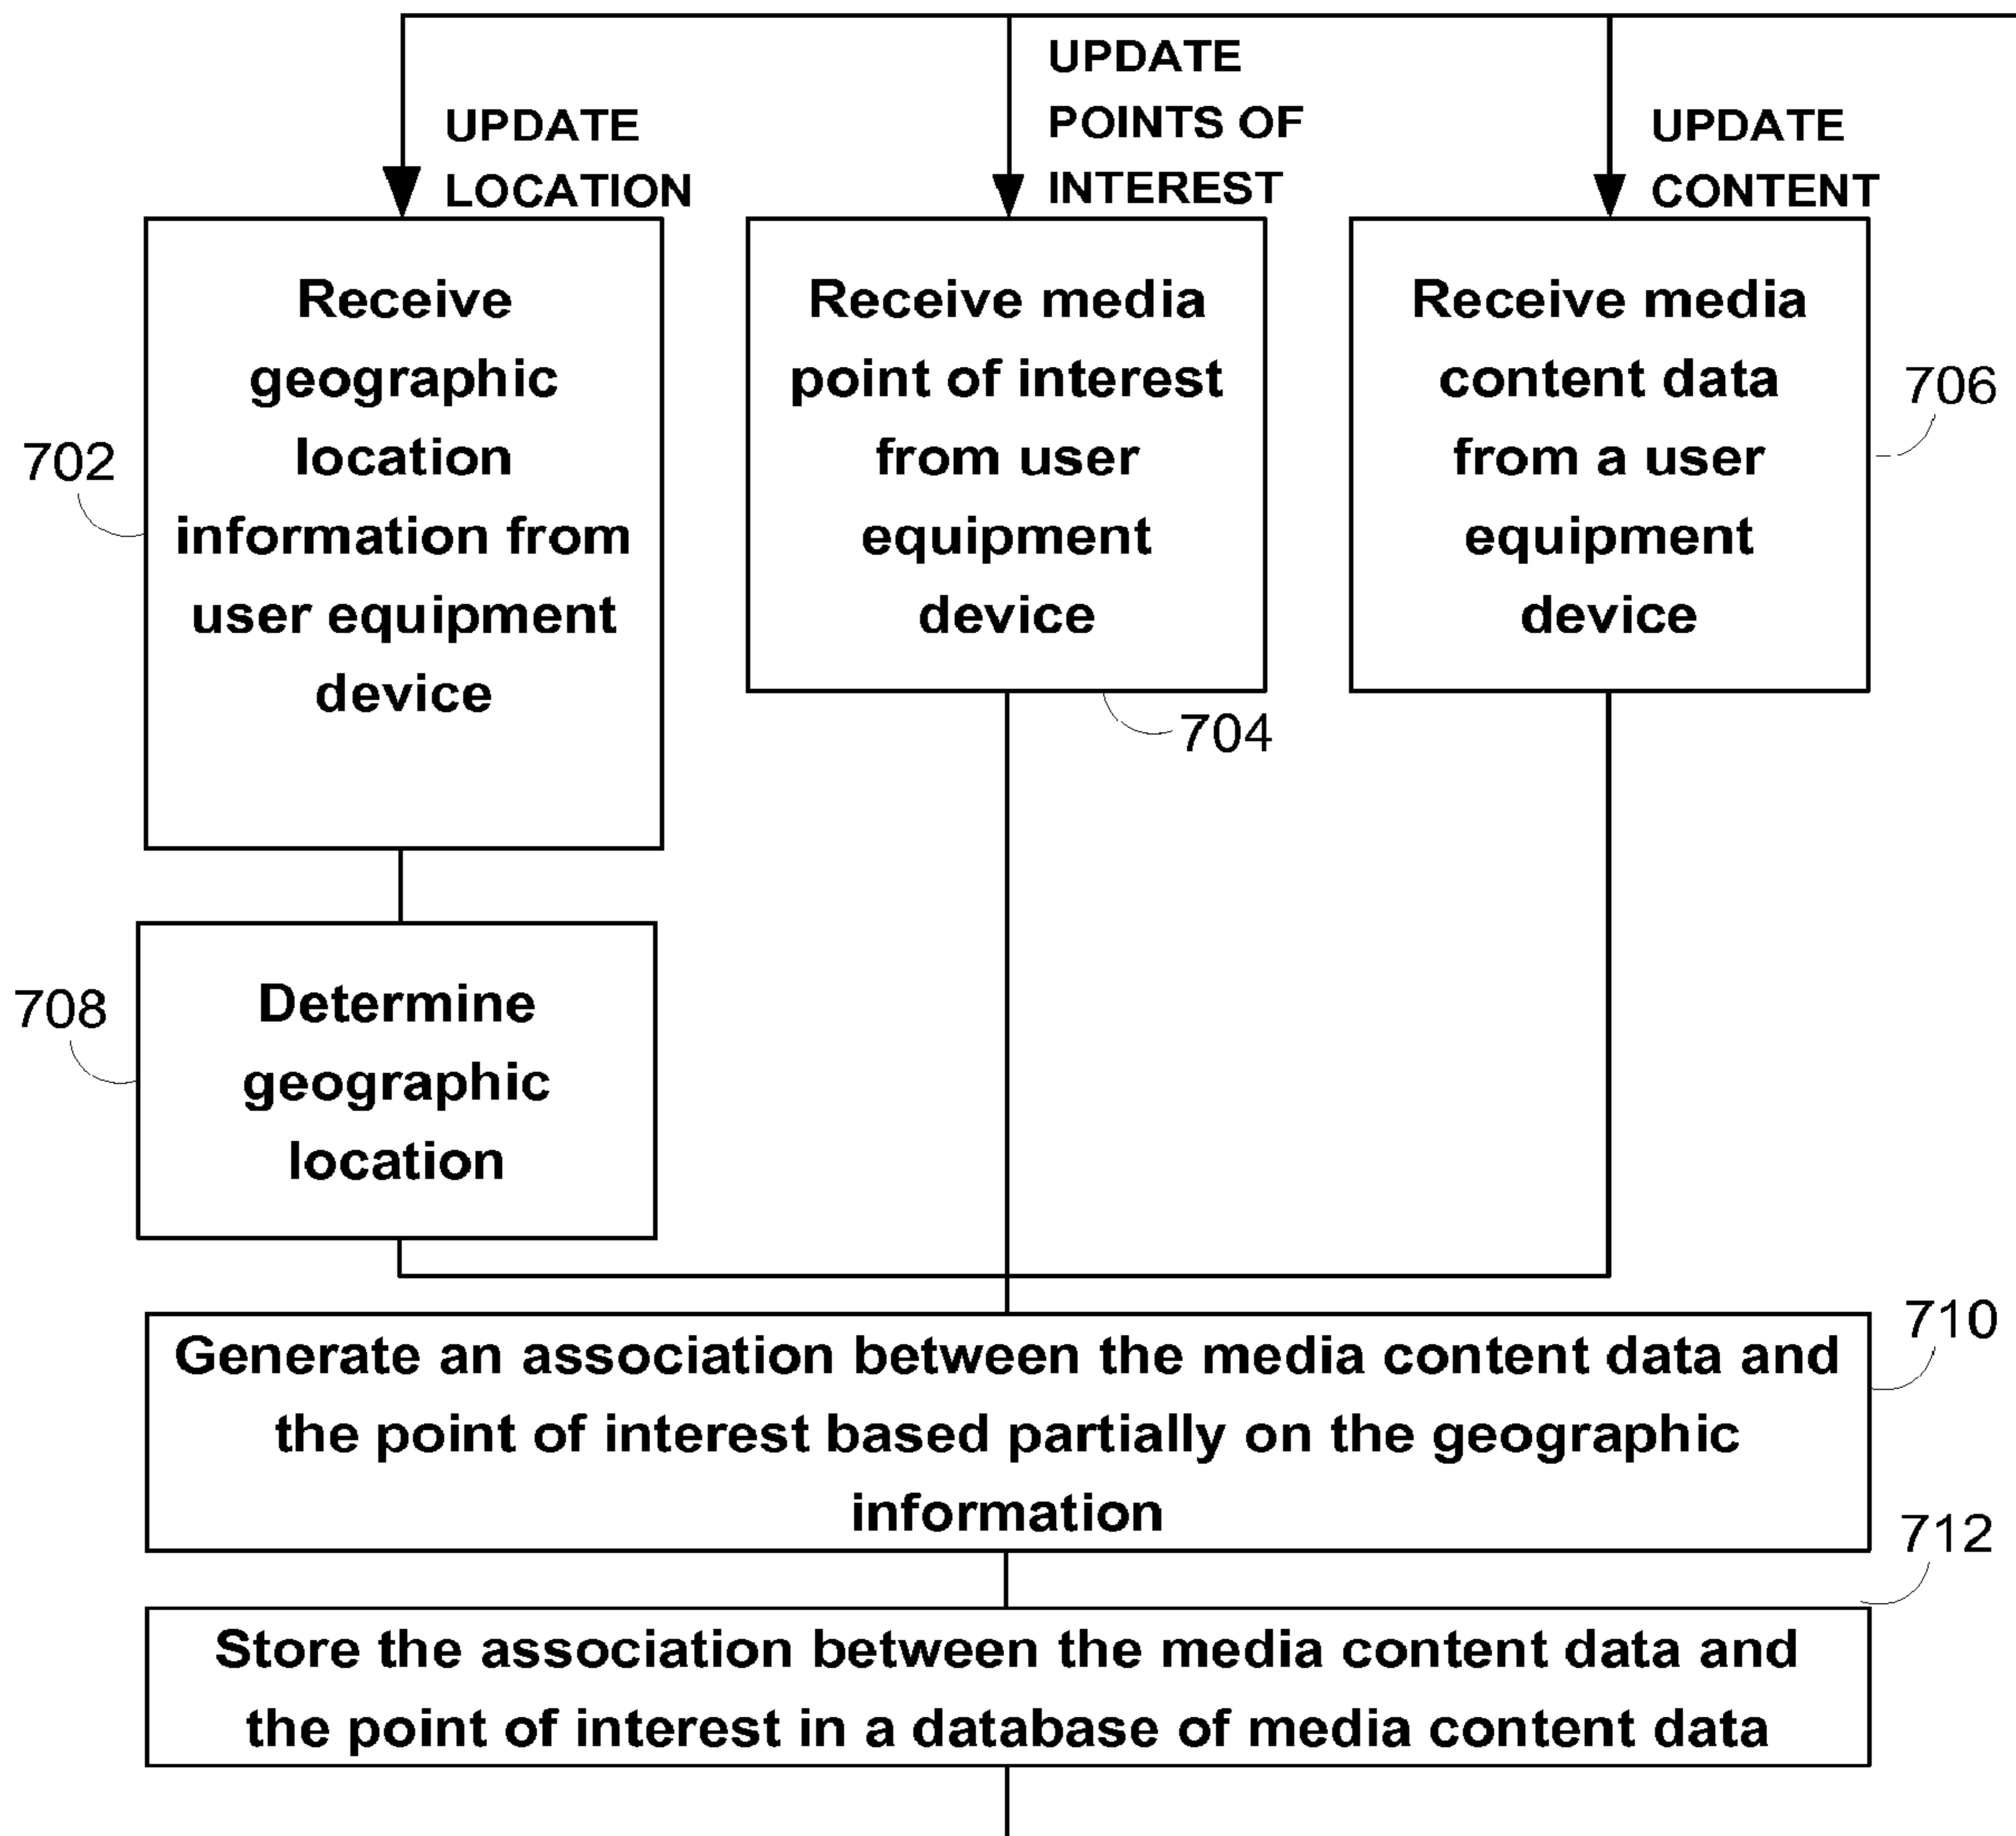 UPDATE
LOCATION
UPDATE
POINTS OF
INTEREST
UPDATE
CONTENT
Receive
geographic
location
information from
user equipment
device
702
Receive media
point of interest
from user
equipment
device
704
Receive media
content data
from a user
equipment
device
706
Determine
geographic
location
708
Generate an association between the media content data and
the point of interest based partially on the geographic
information
710
Store the association between the media content data and
the point of interest in a database of media content data
712